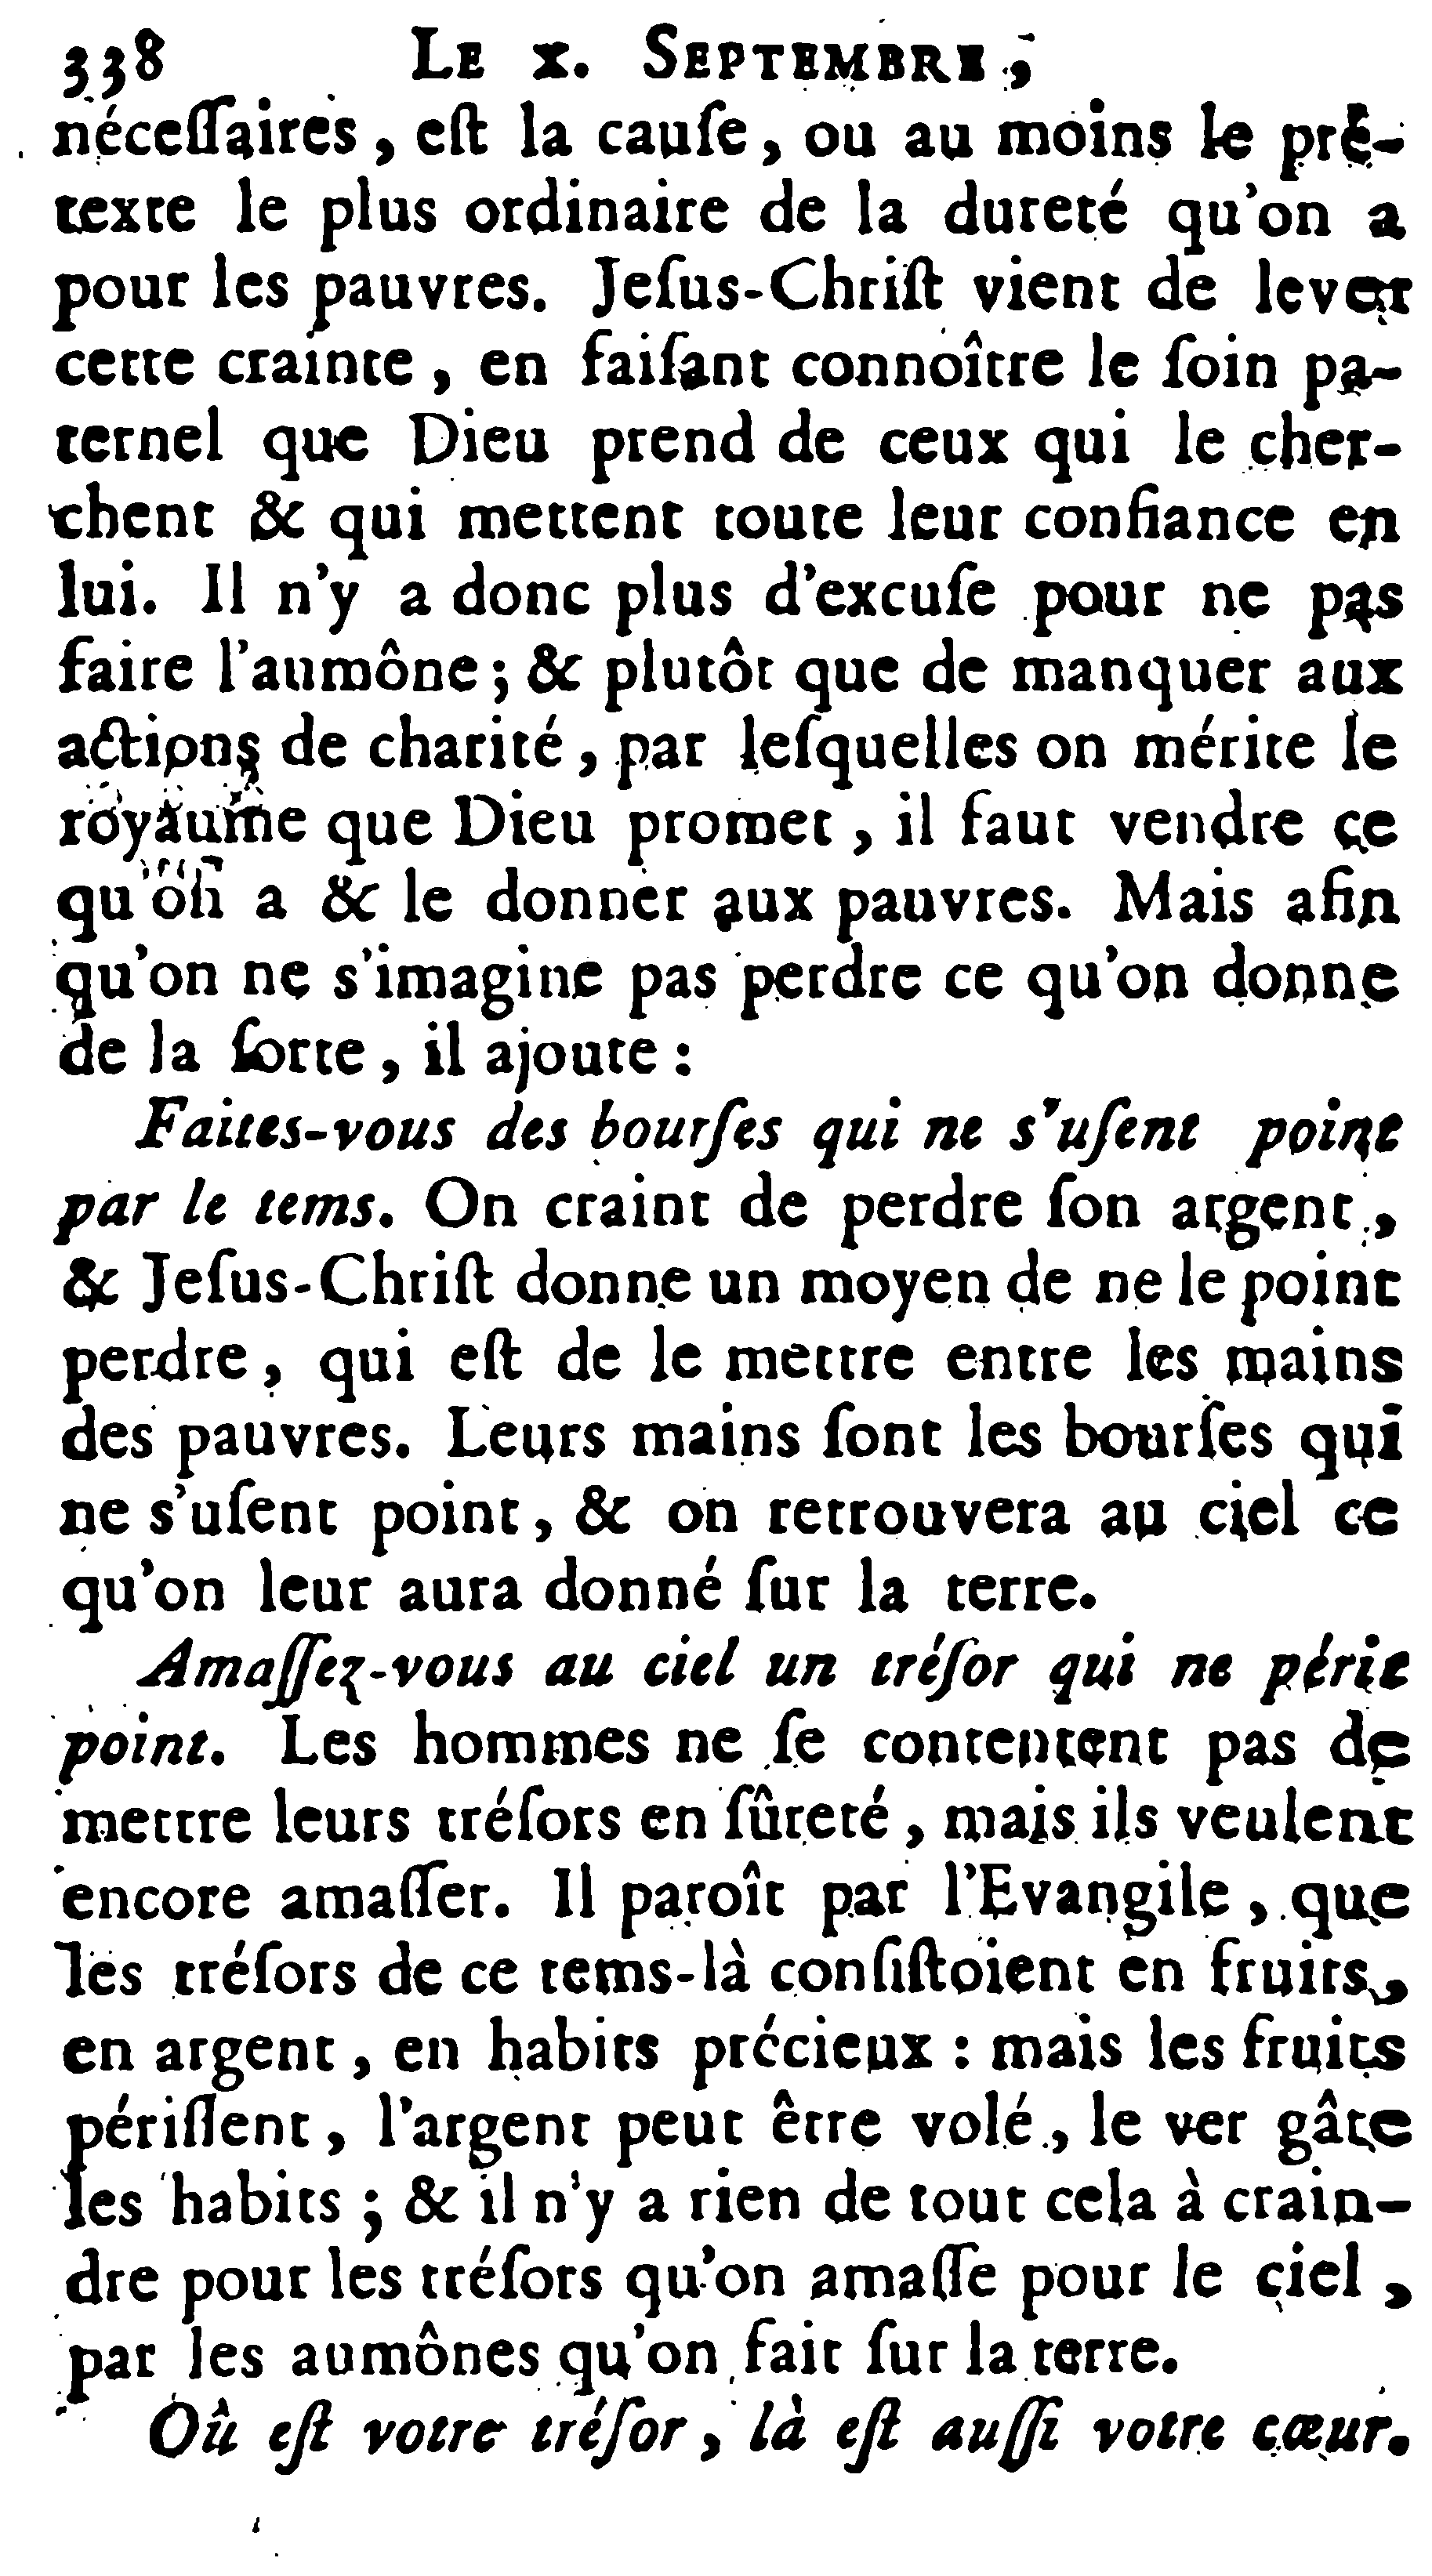 338 LE X. SEPTEMBRE,
néceſſaires, eſt la cauſe, ou au moins le pré-
texte le plus ordinaire de la dureté qu'on a
pour les pauvres. Jeſus-Chriſt vient de lever
cette crainte, en faiſant connoître le ſoin pa-
ternel que Dieu prend de ceux qui le cher-
chent & qui mettent toute leur confiance en
lui. Il n'y a donc plus d'excuſe pour ne pas
faire l'aumône; & plutôt que de manquer aux
actions de charité, par leſquelles on mérite le
royaume que Dieu promet, il faut vendre ce
qu'on a & le donner aux pauvres. Mais afin
qu'on ne s'imagine pas perdre ce qu'on donne
de la ſorte, il ajoute:
Faites-vous des bourſes qui ne s'uſent point
par le tems. On craint de perdre ſon argent,
& Jeſus-Chriſt donne un moyen de ne le point
perdre, qui eſt de le mettre entre les mains
des pauvres. Leurs mains ſont les bourſes qui
ne s'uſent point, & on retrouvera au ciel ce
qu'on leur aura donné ſur la terre.
Amaſſez-vous au ciel un tréſor qui ne périt
point. Les hommes ne ſe contentent pas de
mettre leurs tréſors en ſûreté, mais ils veulent
encore amaſſer. Il paroît par l'Evangile, que
les tréſors de ce tems-là conſiſtoient en fruits,
en argent, en habits précieux : mais les fruits
périſſent, l'argent peut être volé, le ver gâte
les habits; & il n'y a rien de tout cela à crain-
dre pour les tréſors qu'on amaſſe pour le ciel,
par les aumônes qu'on fait ſur la terre.
Où eſt votre tréſor, là eſt auſſi votre cœur.